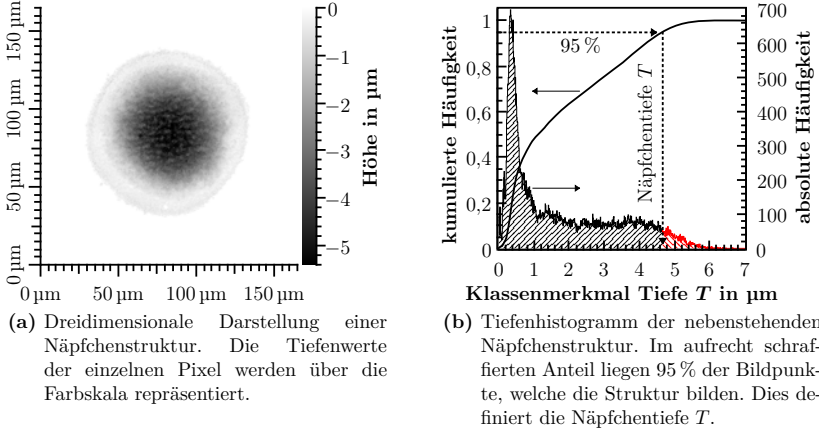 150 µm
100 µm
50 µm
0 µm
0 µm
50 µm
100 µm
150 µm
0
−1
−2
−3
−4
−5
Höhe in µm
(a) Dreidimensionale Darstellung einer
Näpfchenstruktur. Die Tiefenwerte
der einzelnen Pixel werden über die
Farbskala repräsentiert.
kumulierte Häufigkeit
1
0,8
0,6
0,4
0,2
0
95 %
Näpfchentiefe T
700
600
500
400
300
200
100
0
absolute Häufigkeit
0
1
2
3
4
5
6
7
Klassenmerkmal Tiefe T in µm
(b) Tiefenhistogramm der nebenstehenden
Näpfchenstruktur. Im aufrecht schraf-
fierten Anteil liegen 95 % der Bildpunk-
te, welche die Struktur bilden. Dies de-
finiert die Näpfchentiefe T.